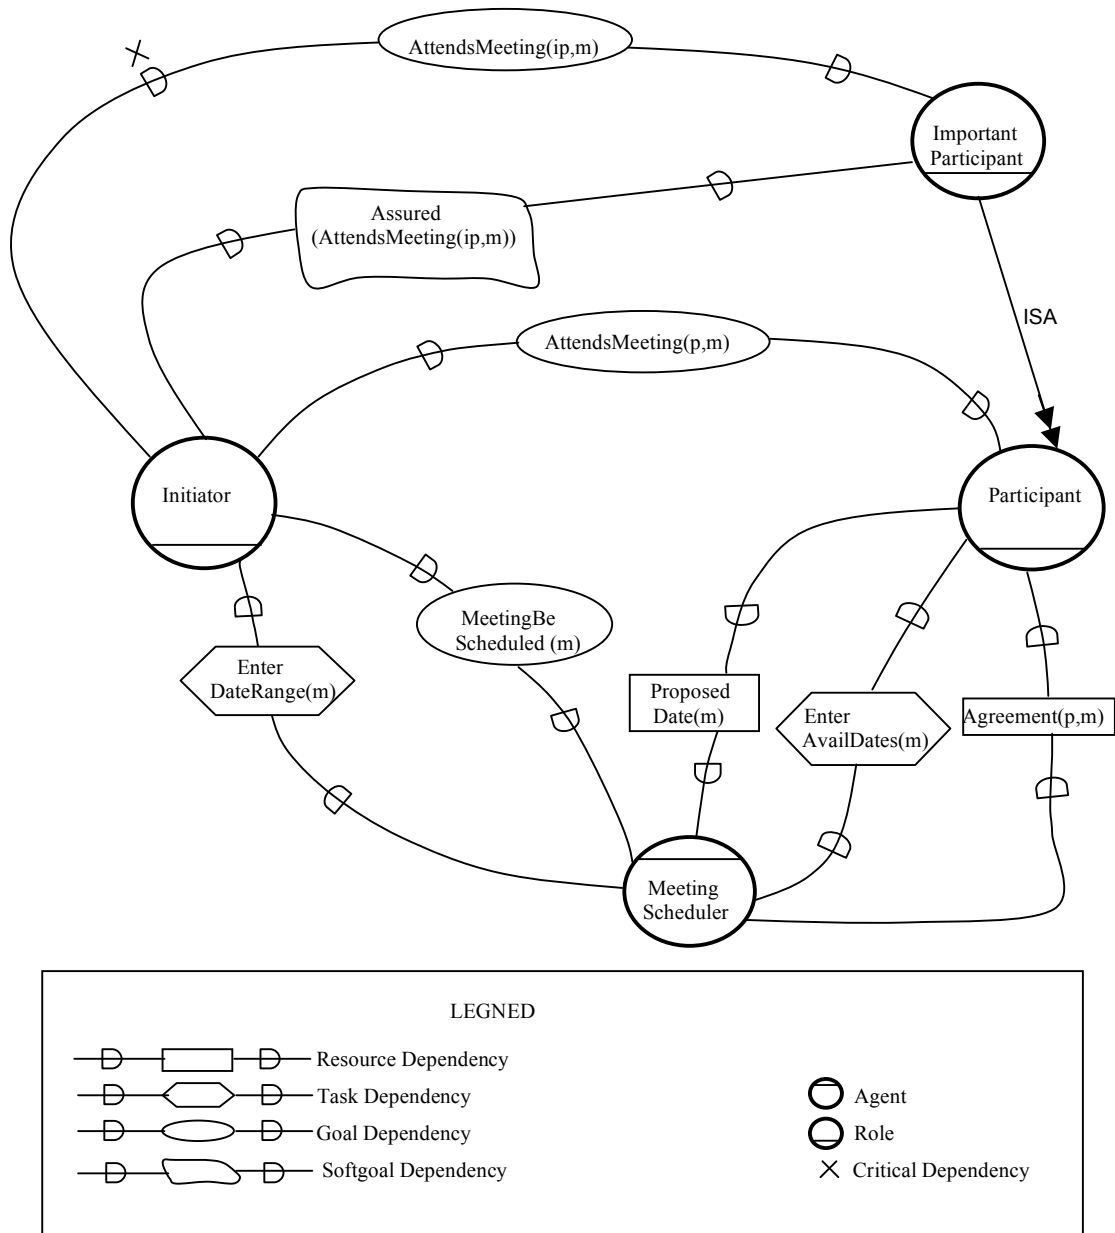 AttendsMeeting(ip,m)
Important
Participant
Assured
(AttendsMeeting(ip,m))
ISA
AttendsMeeting(p,m)
Initiator
Participant
MeetingBe
Scheduled (m)
Enter
DateRange(m)
Proposed
Date(m)
Enter
AvailDates(m)
Agreement(p,m)
Meeting
Scheduler
LEGNED
Resource Dependency
Task Dependency
Goal Dependency
Softgoal Dependency
Agent
Role
Critical Dependency